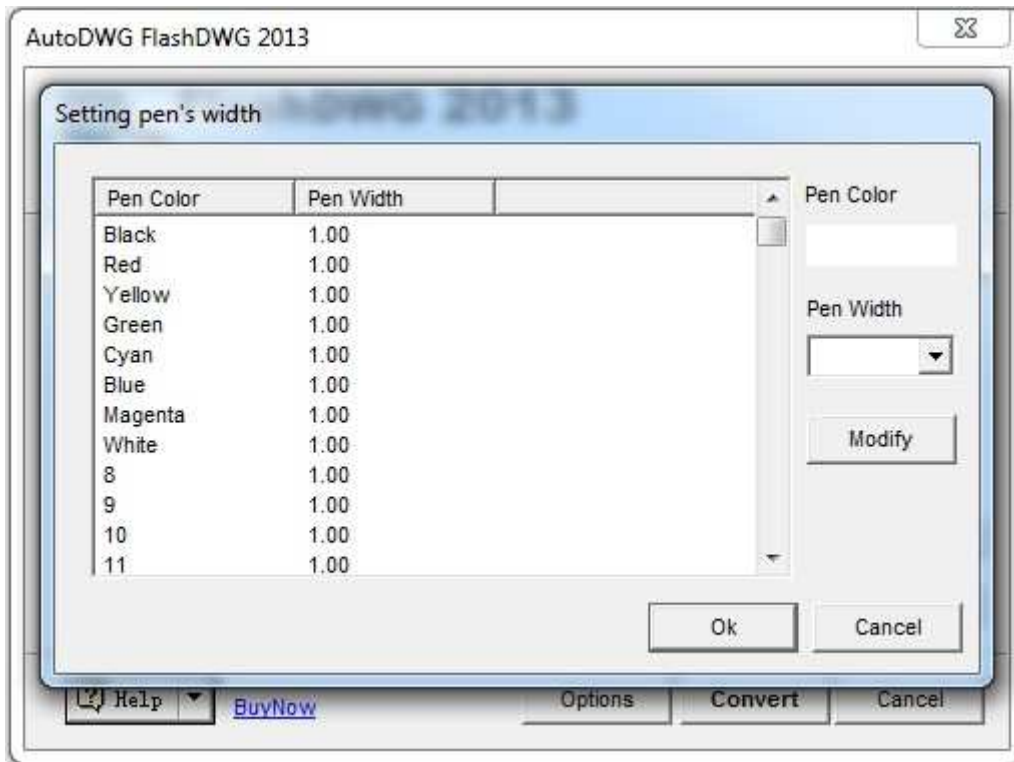 AutoDWG FlashDWG 2013
Setting pen's width
Pen Color Pen Width
Black 1.00
Red 1.00
Yellow 1.00
Green 1.00
Cyan 1.00
Blue 1.00
Magenta 1.00
White 1.00
8 1.00
9 1.00
10 1.00
11 1.00
Pen Color
Pen Width
Modify
Ok Cancel
Help BuyNow Options Convert Cancel